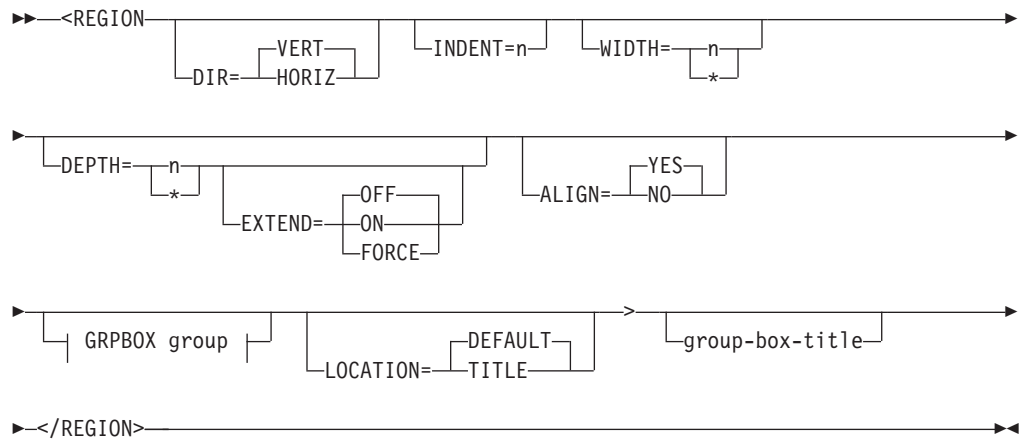 <REGION
DIR= VERT
HORIZ
INDENT=n
WIDTH= n
*
DEPTH= n
*
EXTEND= OFF
ON
FORCE
ALIGN= YES
NO
GRPBOX group
LOCATION= DEFAULT
TITLE
>
group-box-title
</REGION>